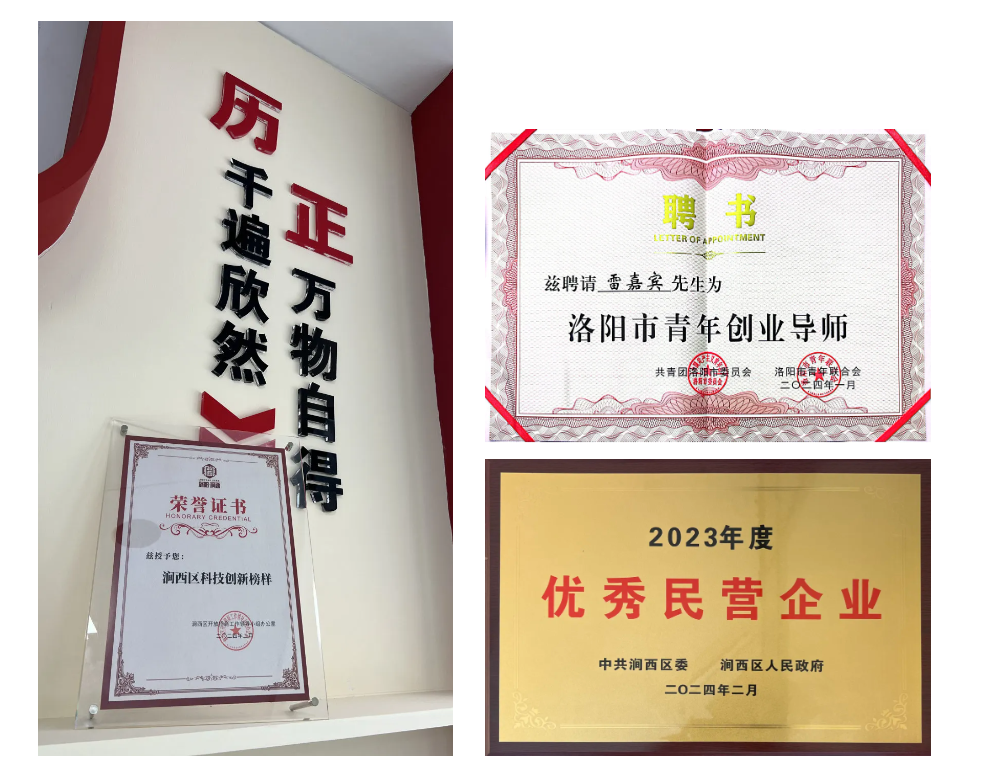 历
千遍欣然
正
万物自得
荣誉证书
HONORARY CREDENTIAL
兹授予您：
涧西区科技创新榜样
聘书
LETTER OF APPOINTMENT
兹聘请 雷嘉宾 先生为
洛阳市青年创业导师
共青团洛阳市委员会 洛阳市青年联合会
二〇二四年一月
2023年度
优秀民营企业
中共涧西区委 涧西区人民政府
二〇二四年二月